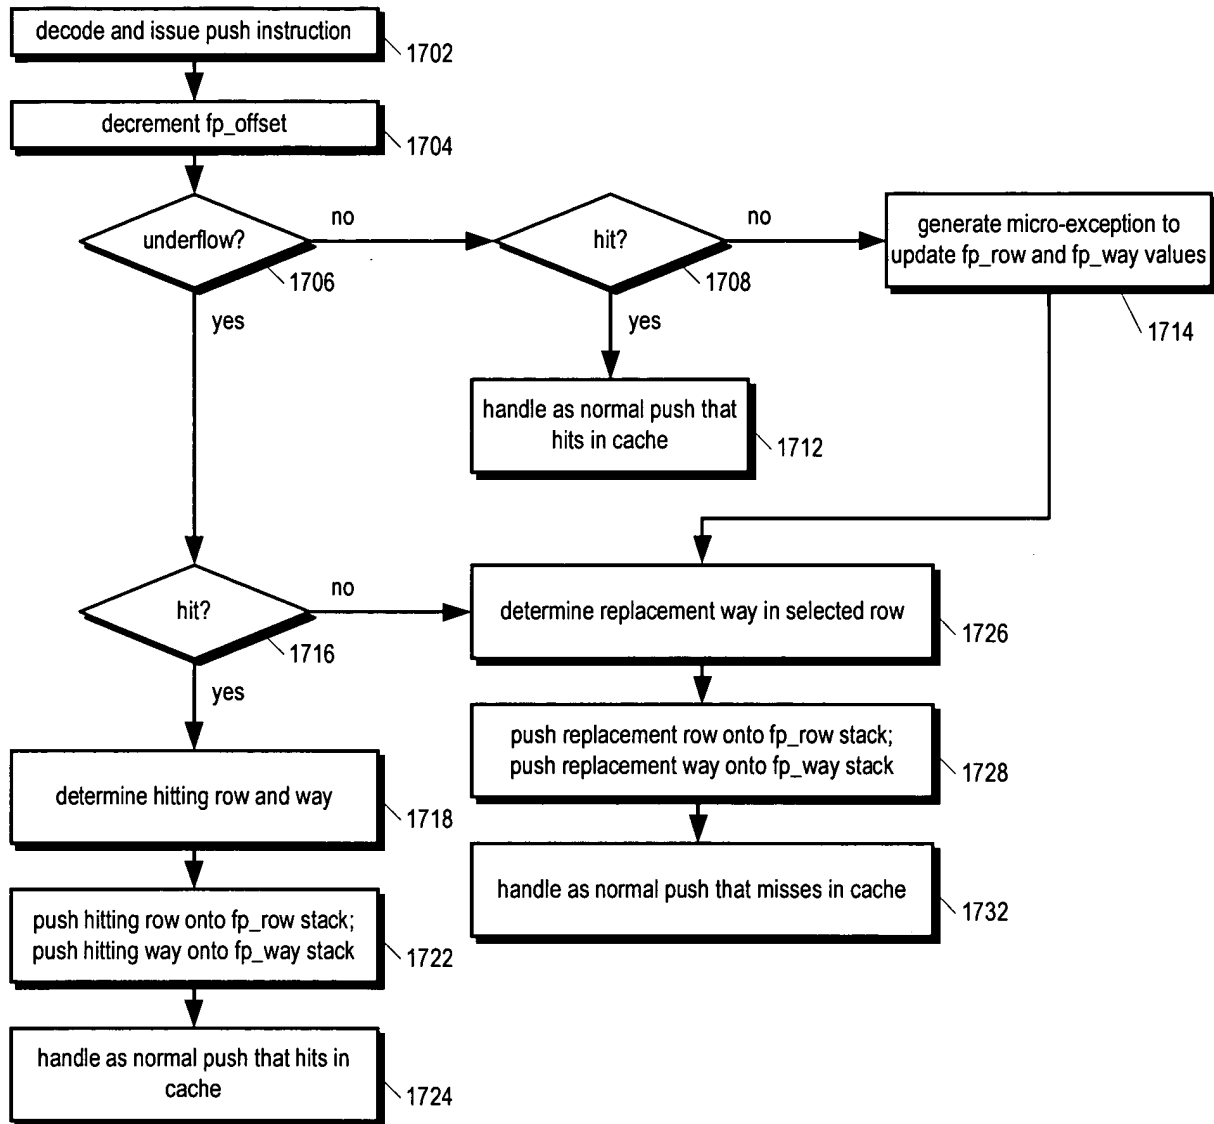 decode and issue push instruction
1702
decrement fp_offset
1704
underflow?
1706
no
yes
hit?
1708
no
yes
generate micro-exception to
update fp_row and fp_way values
1714
handle as normal push that
hits in cache
1712
hit?
1716
no
yes
determine replacement way in selected row
1726
push replacement row onto fp_row stack;
push replacement way onto fp_way stack
1728
handle as normal push that misses in cache
1732
determine hitting row and way
1718
push hitting row onto fp_row stack;
push hitting way onto fp_way stack
1722
handle as normal push that hits in
cache
1724